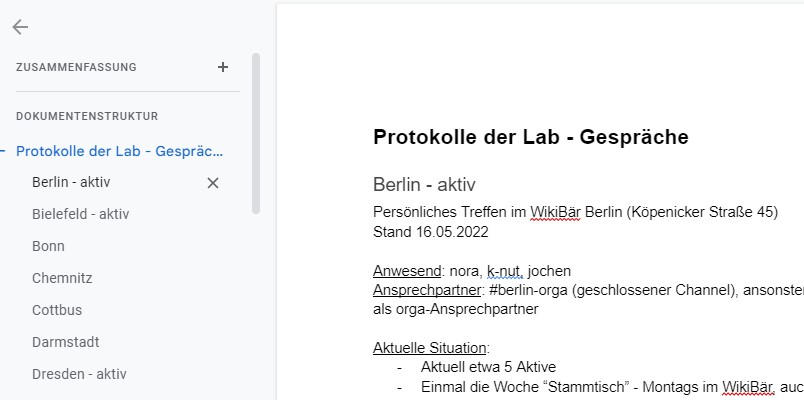 ZUSAMMENFASSUNG +
DOKUMENTENSTRUKTUR
Protokolle der Lab - Gespräc...
Berlin - aktiv
Bielefeld - aktiv
Bonn
Chemnitz
Cottbus
Darmstadt
Dresden - aktiv
Protokolle der Lab - Gespräche
Berlin - aktiv
Persönliches Treffen im WikiBär Berlin (Köpenicker Straße 45)
Stand 16.05.2022
Anwesend: nora, k-nut, jochen
Ansprechpartner: #berlin-orga (geschlossener Channel), ansonsten
als orga-Ansprechpartner
Aktuelle Situation:
- Aktuell etwa 5 Aktive
- Einmal die Woche “Stammtisch” - Montags im WikiBär, auc